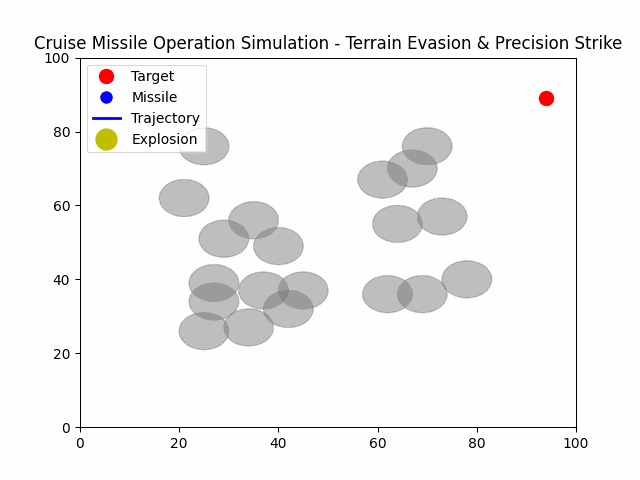 Cruise Missile Operation Simulation - Terrain Evasion & Precision Strike
100
Target
Missile
Trajectory
Explosion
80
60
40
20
0
0 20 40 60 80 100